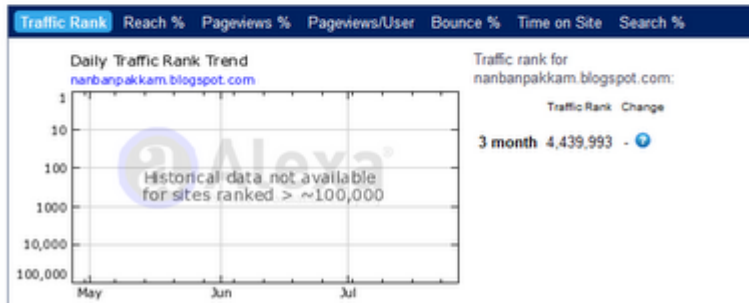 Traffic Rank Reach % Pageviews % Pageviews/User Bounce % Time on Site Search %
Daily Traffic Rank Trend
nanbanpakkam.blogspot.com
1
10
100
1000
10,000
100,000
Alexa
Historical data not available
for sites ranked > ~100,000
May Jun Jul
Traffic rank for
nanbanpakkam.blogspot.com:
Traffic Rank Change
3 month 4,439,993 - ?